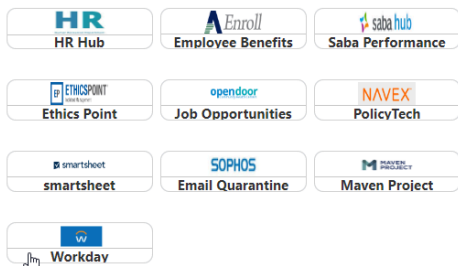 HR
HR Hub
A Enroll
Employee Benefits
saba hub
Saba Performance
EP ETHICSPOINT
Ethics Point
opendoor
Job Opportunities
NAVEX
PolicyTech
smartsheet
smartsheet
SOPHOS
Email Quarantine
M MAVEN PROJECT
Maven Project
W
Workday